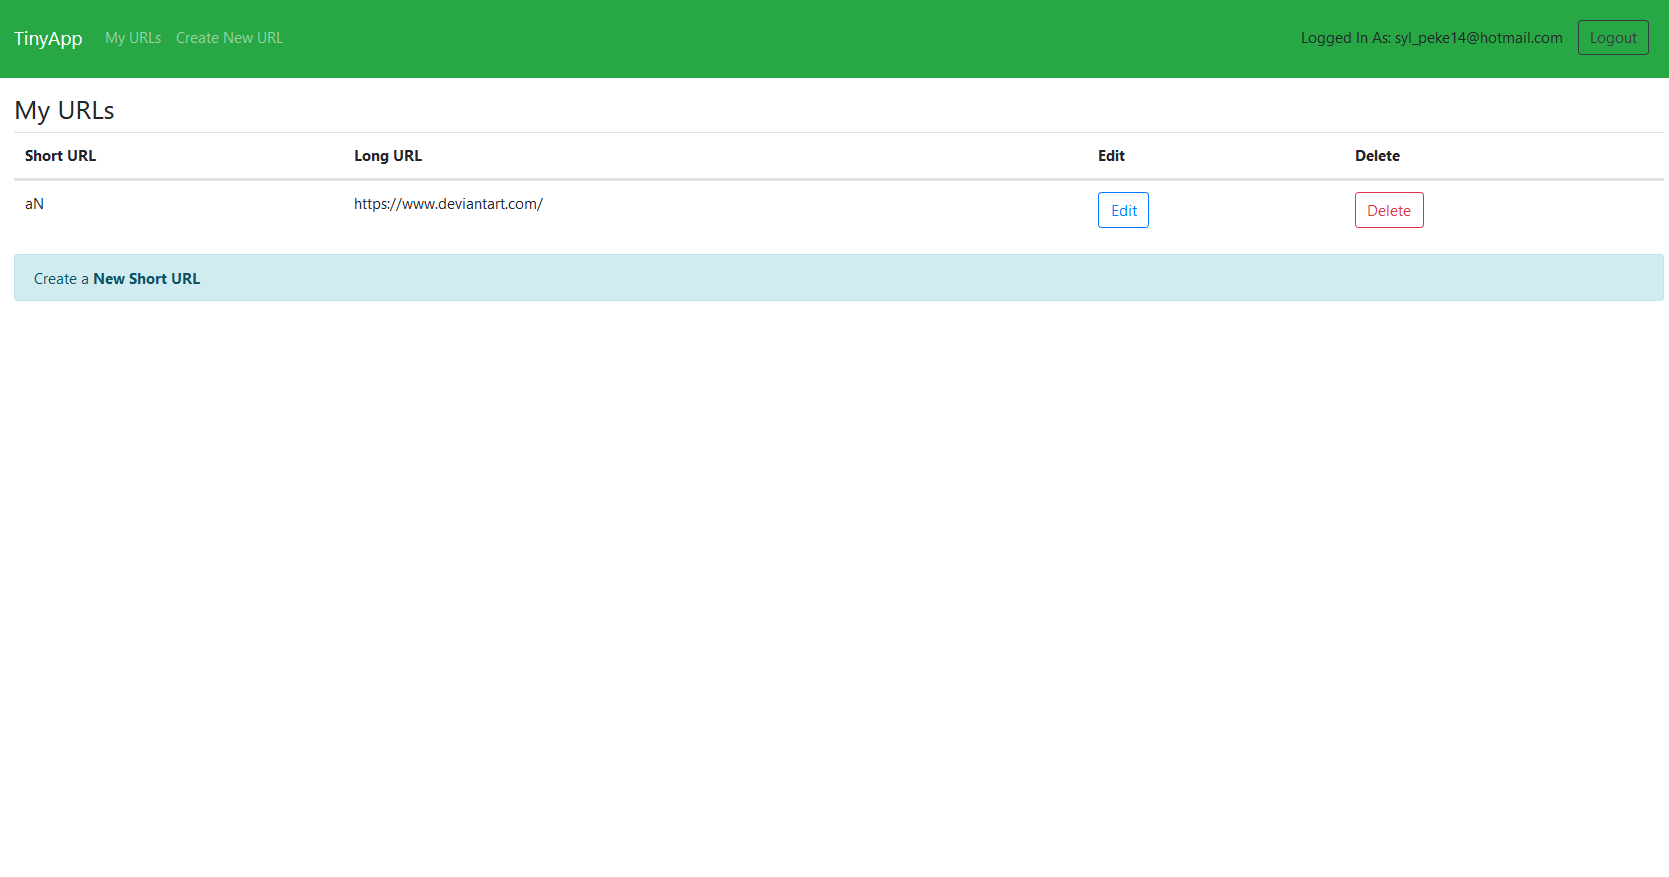 TinyApp My URLs Create New URL Logged In As: syl_peke14@hotmail.com Logout
My URLs
Short URL Long URL Edit Delete
aN https://www.deviantart.com/ Edit Delete
Create a New Short URL